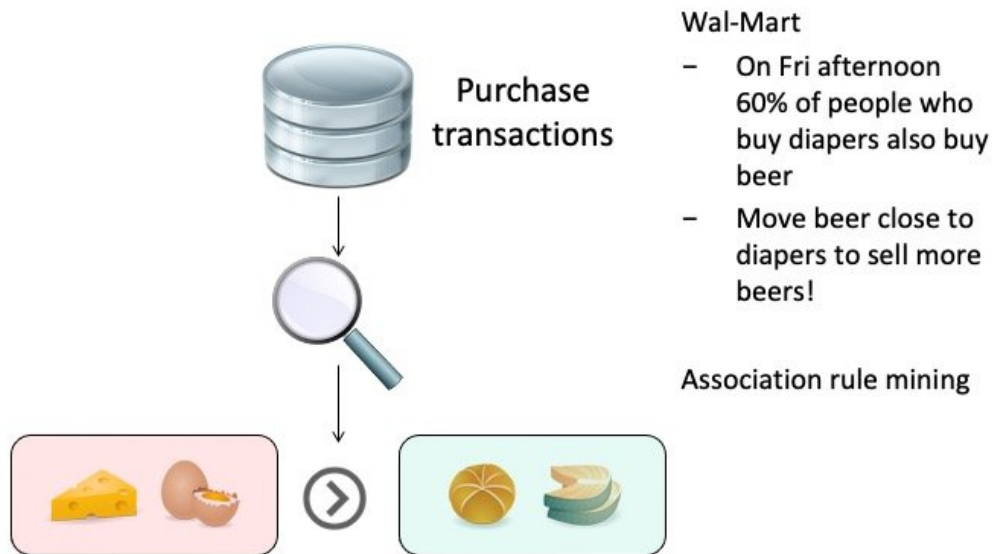 Purchase
transactions
Wal-Mart
– On Fri afternoon
60% of people who
buy diapers also buy
beer
– Move beer close to
diapers to sell more
beers!
Association rule mining